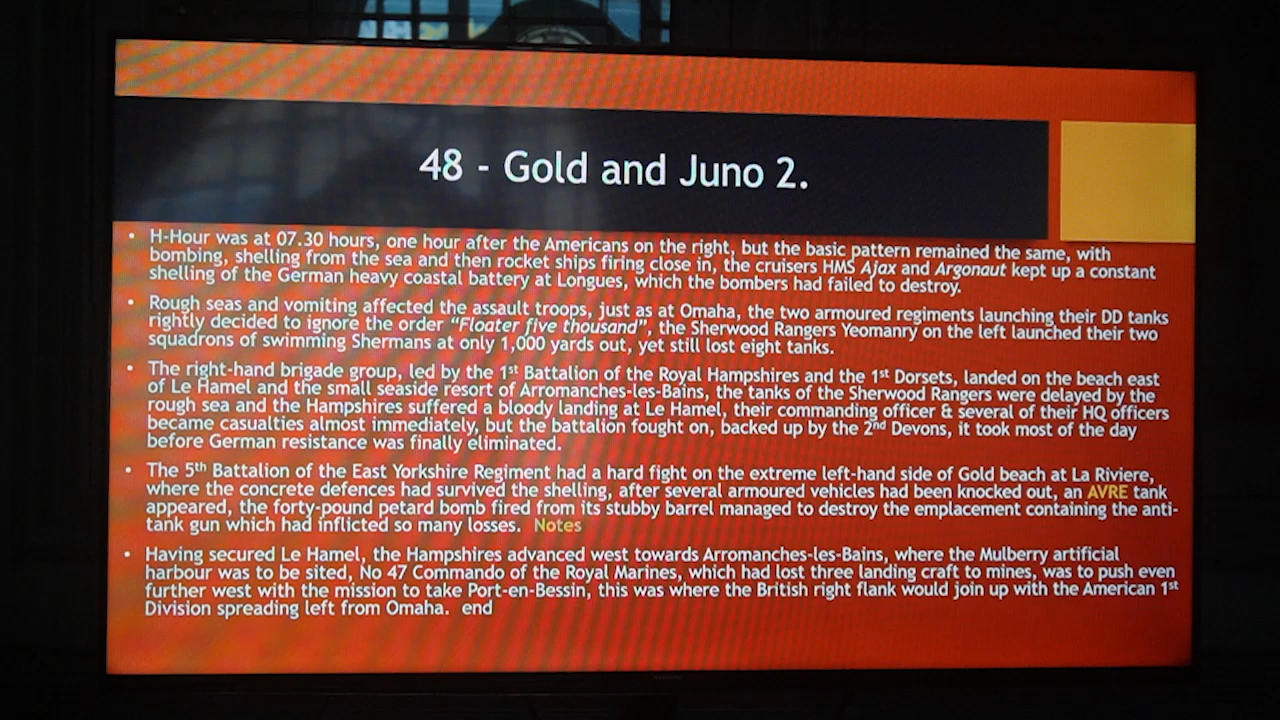 48 - Gold and Juno 2.
• H-Hour was at 07.30 hours, one hour after the Americans on the right, but the basic pattern remained the same, with
bombing, shelling from the sea and then rocket ships firing close in, the cruisers HMS Ajax and Argonaut kept up a constant
shelling of the German heavy coastal battery at Longues, which the bombers had failed to destroy.
• Rough seas and vomiting affected the assault troops, just as at Omaha, the two armoured regiments launching their DD tanks
rightly decided to ignore the order “Floater five thousand”, the Sherwood Rangers Yeomanry on the left launched their two
squadrons of swimming Shermans at only 1,000 yards out, yet still lost eight tanks.
• The right-hand brigade group, led by the 1st Battalion of the Royal Hampshires and the 1st Dorsets, landed on the beach east
of Le Hamel and the small seaside resort of Arromanches-les-Bains, the tanks of the Sherwood Rangers were delayed by the
rough sea and the Hampshires suffered a bloody landing at Le Hamel, their commanding officer & several of their HQ officers
became casualties almost immediately, but the battalion fought on, backed up by the 2nd Devons, it took most of the day
before German resistance was finally eliminated.
• The 5th Battalion of the East Yorkshire Regiment had a hard fight on the extreme left-hand side of Gold beach at La Riviere,
where the concrete defences had survived the shelling, after several armoured vehicles had been knocked out, an AVRE tank
appeared, the forty-pound petard bomb fired from its stubby barrel managed to destroy the emplacement containing the anti-
tank gun which had inflicted so many losses. Notes
• Having secured Le Hamel, the Hampshires advanced west towards Arromanches-les-Bains, where the Mulberry artificial
harbour was to be sited, No 47 Commando of the Royal Marines, which had lost three landing craft to mines, was to push even
further west with the mission to take Port-en-Bessin, this was where the British right flank would join up with the American 1st
Division spreading left from Omaha. end